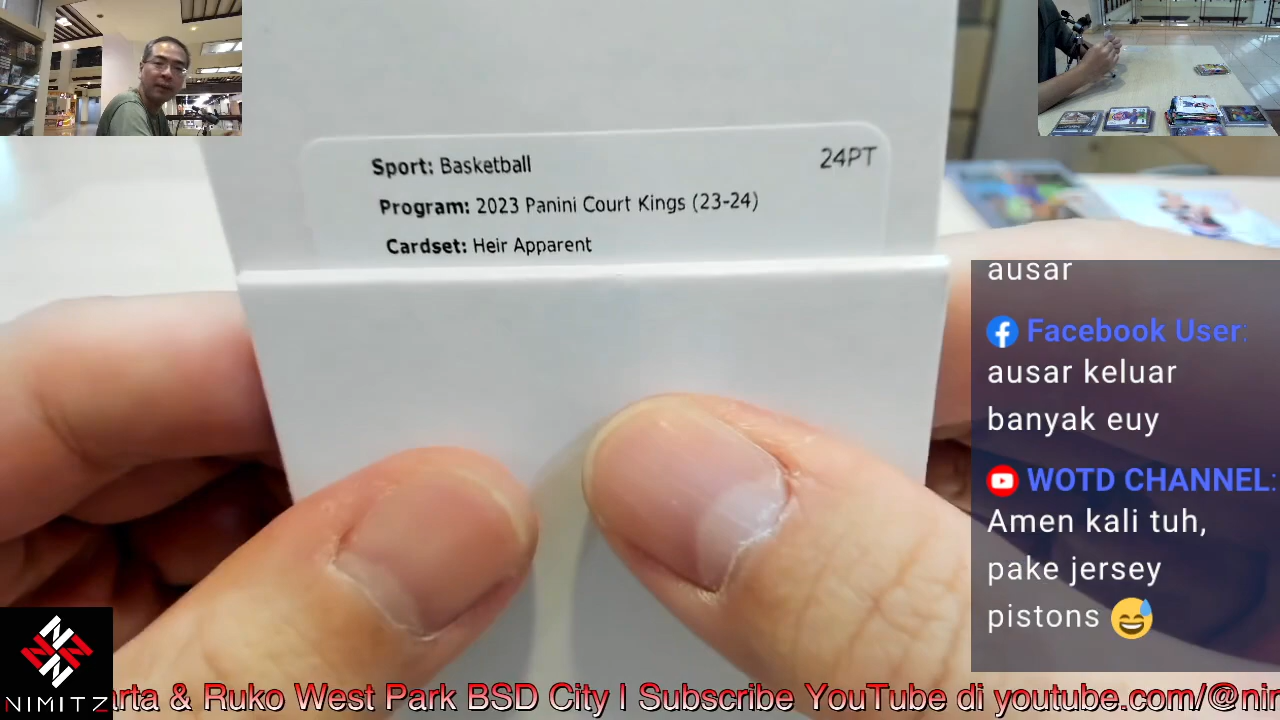 Sport: Basketball
24PT
Program: 2023 Panini Court Kings (23-24)
Cardset: Heir Apparent
ausar
Facebook User:
ausar keluar
banyak euy
WOTD CHANNEL:
Amen kali tuh,
pake jersey
pistons 😅
NIMITZ
arta & Ruko West Park BSD City I Subscribe YouTube di youtube.com/@nim